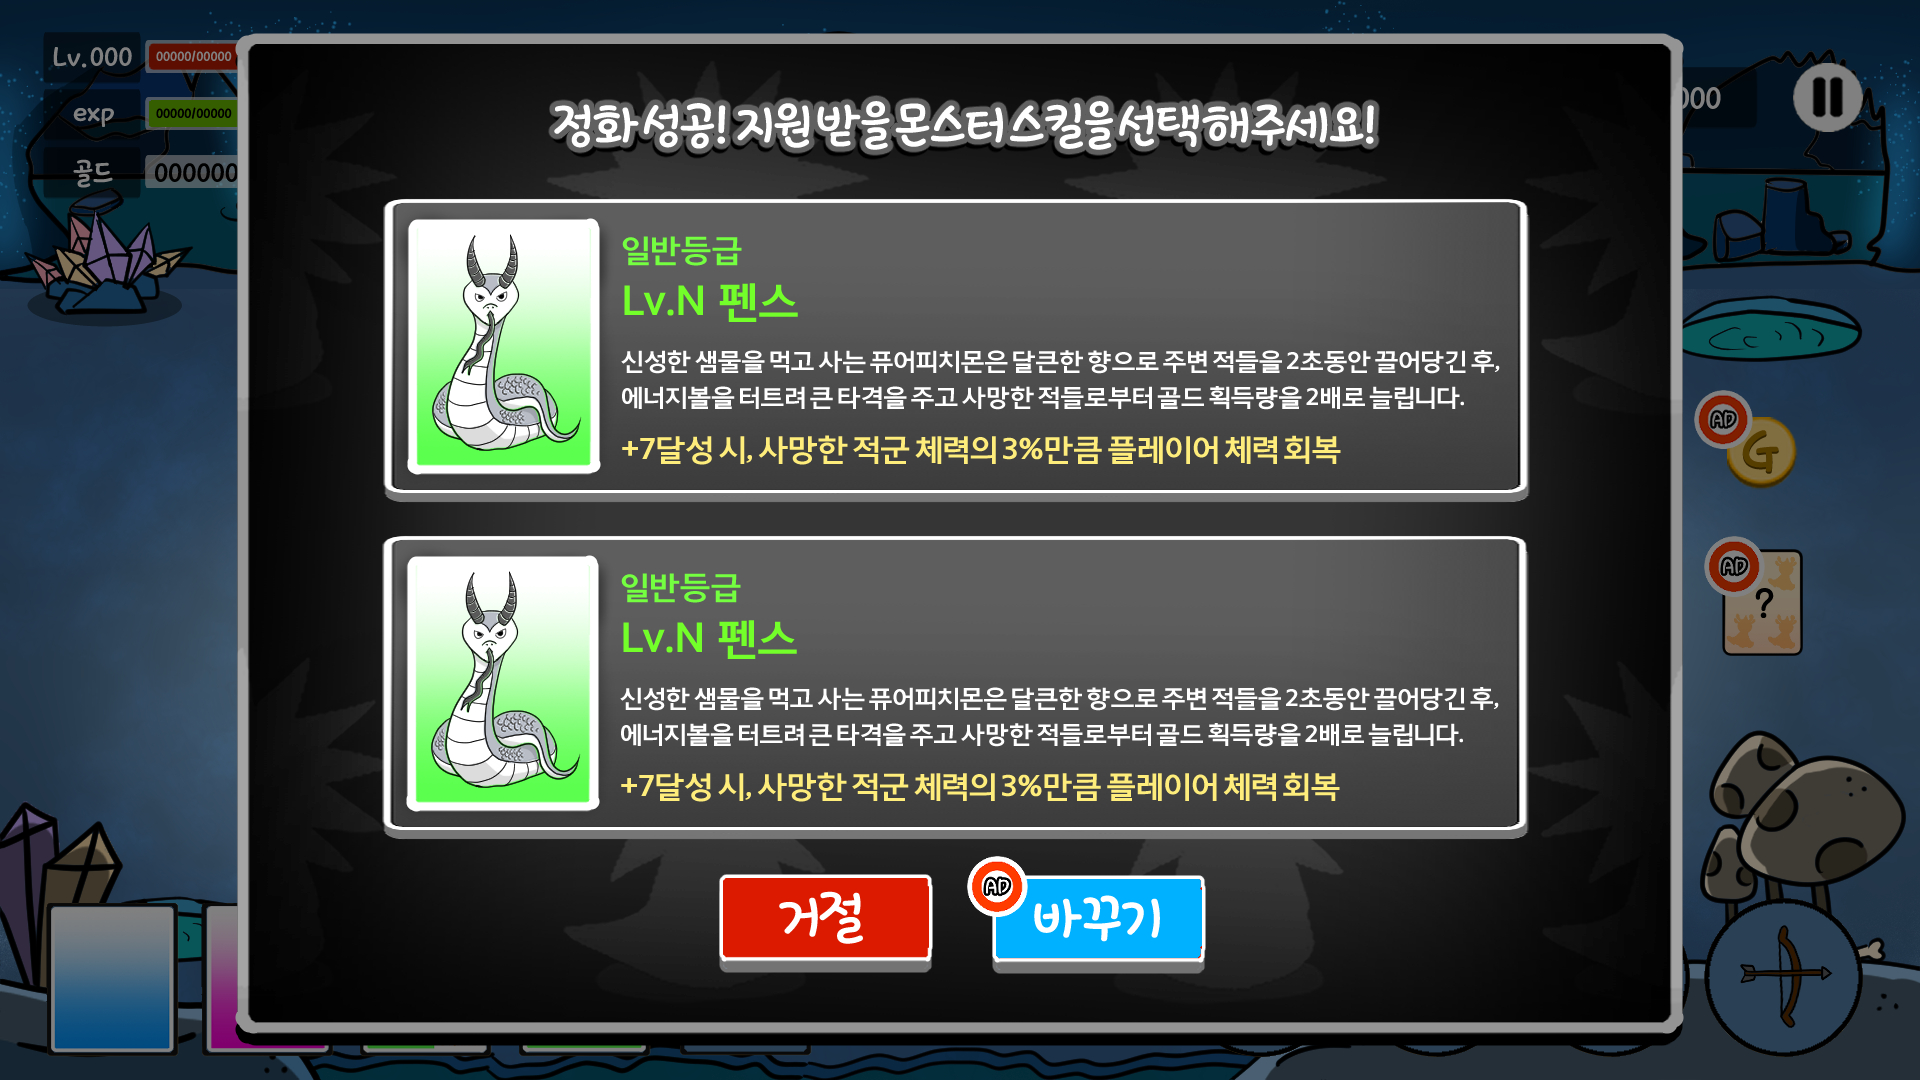 Lv.000
00000/00000
exp
00000/00000
골드
000000
000
정화 성공! 지원 받을 몬스터 스킬을 선택해주세요!
일반등급
Lv.N 펜스
신성한 샘물을 먹고 사는 퓨어피치몬은 달큰한 향으로 주변 적들을 2초동안 끌어당긴 후,
에너지볼을 터트려 큰 타격을 주고 사망한 적들로부터 골드 획득량을 2배로 늘립니다.
+7달성 시, 사망한 적군 체력의 3%만큼 플레이어 체력 회복
일반등급
Lv.N 펜스
신성한 샘물을 먹고 사는 퓨어피치몬은 달큰한 향으로 주변 적들을 2초동안 끌어당긴 후,
에너지볼을 터트려 큰 타격을 주고 사망한 적들로부터 골드 획득량을 2배로 늘립니다.
+7달성 시, 사망한 적군 체력의 3%만큼 플레이어 체력 회복
거절
AD
바꾸기
AD
G
AD
?